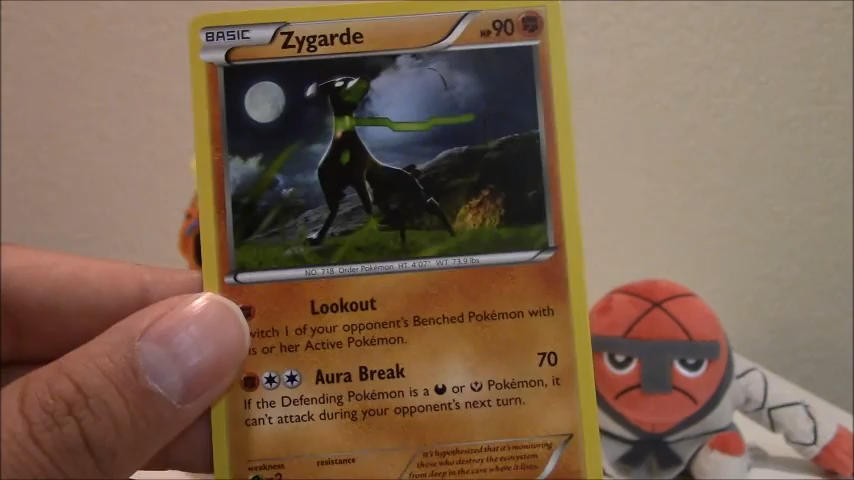 BASIC Zygarde HP 90
NO. 718 Order Pokémon HT: 4'07" WT: 73.9 lbs
Lookout
witch 1 of your opponent's Benched Pokémon with
is or her Active Pokémon.
Aura Break 70
If the Defending Pokémon is a or Pokémon, it
can't attack during your opponent's next turn.
weakness resistance
It's hypothesized that it's monitoring
those who destroy the ecosystem
from deep in the cave where it lives.